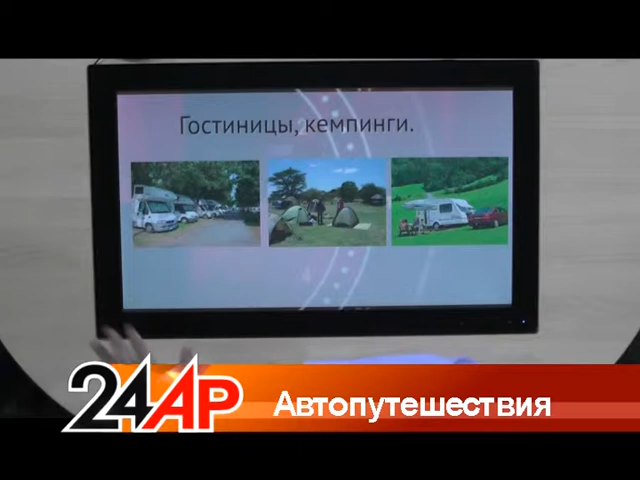 Гостиницы, кемпинги.
24АР
Автопутешествия